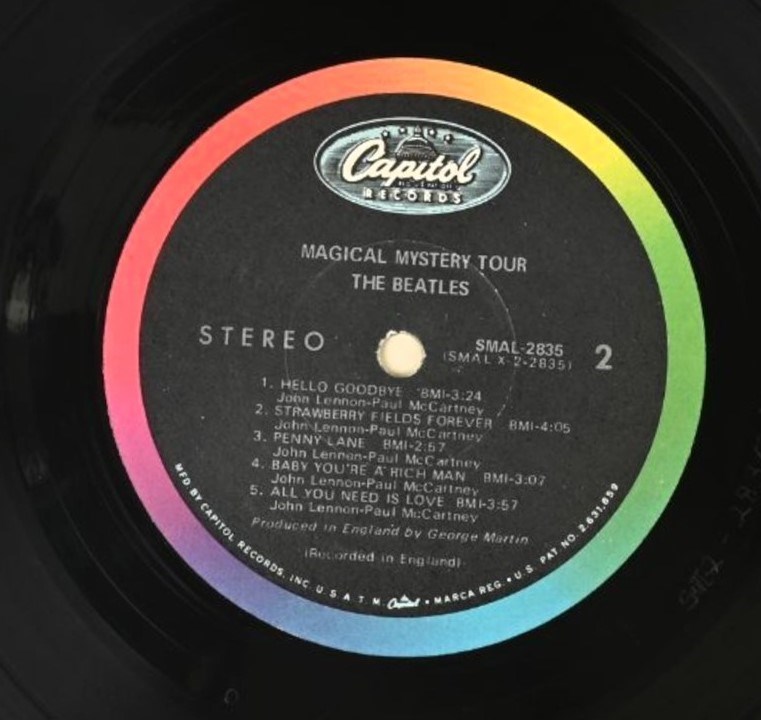 Capitol
RECORDS
MAGICAL MYSTERY TOUR
THE BEATLES
STEREO
SMAL-2835
(SMAL X-2-2835)
2
1. HELLO GOODBYE BMI-3:24
John Lennon-Paul McCartney
2. STRAWBERRY FIELDS FOREVER BMI-4:05
John Lennon-Paul McCartney
3. PENNY LANE BMI-2:57
John Lennon-Paul McCartney
4. BABY YOU'RE A RICH MAN BMI-3:07
John Lennon-Paul McCartney
5. ALL YOU NEED IS LOVE BMI-3:57
John Lennon-Paul McCartney
Produced in England by George Martin
(Recorded in England)
MFD BY CAPITOL RECORDS, INC. U.S.A. T.M. Capitol • MARCA REG. • U.S. PAT. NO. 2,631,859